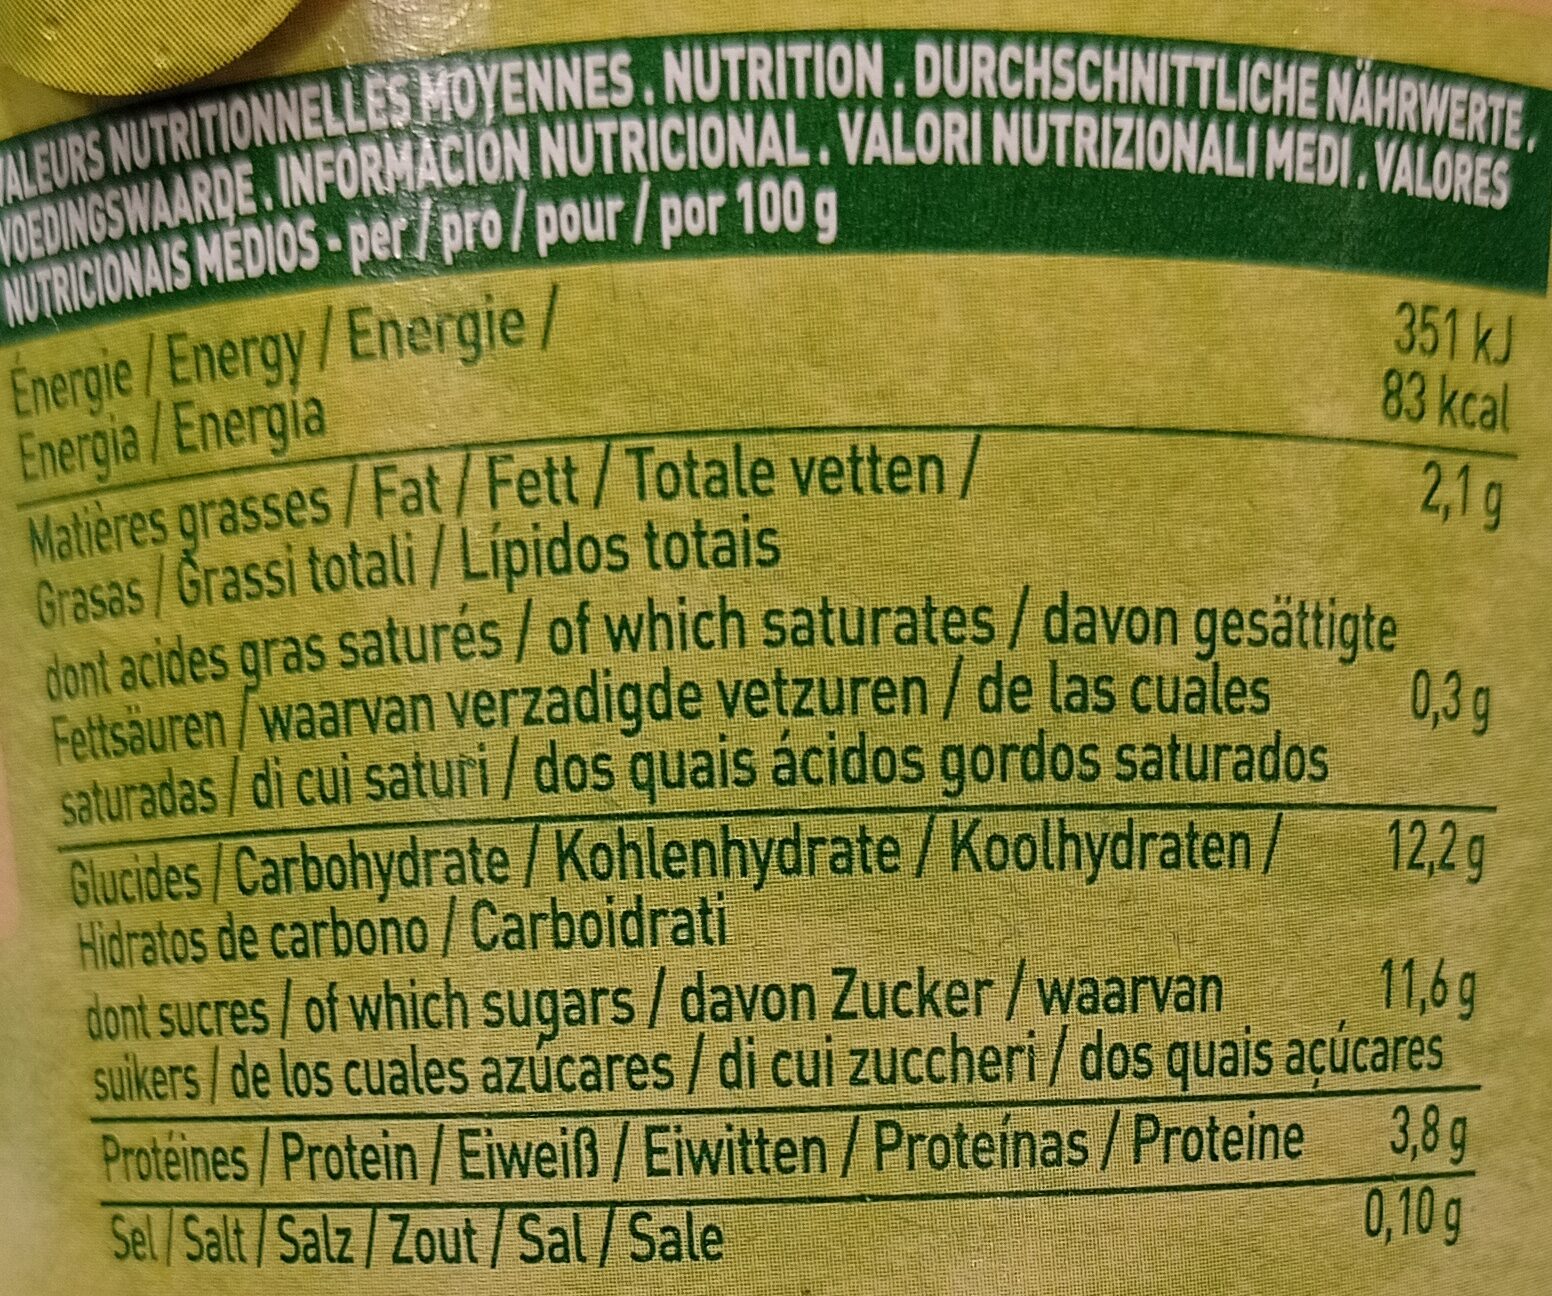 VALEURS NUTRITIONNELLES MOYENNES . NUTRITION . DURCHSCHNITTLICHE NÄHRWERTE .
VOEDINGSWAARDE . INFORMACIÓN NUTRICIONAL . VALORI NUTRIZIONALI MEDI . VALORES
NUTRICIONAIS MÉDIOS - per / pro / pour / por 100 g
Énergie / Energy / Energie / 351 kJ
Energia / Energía 83 kcal
Matières grasses / Fat / Fett / Totale vetten / 2,1 g
Grasas / Grassi totali / Lípidos totais
dont acides gras saturés / of which saturates / davon gesättigte
Fettsäuren / waarvan verzadigde vetzuren / de las cuales 0,3 g
saturadas / di cui saturi / dos quais ácidos gordos saturados
Glucides / Carbohydrate / Kohlenhydrate / Koolhydraten / 12,2 g
Hidratos de carbono / Carboidrati
dont sucres / of which sugars / davon Zucker / waarvan 11,6 g
suikers / de los cuales azúcares / di cui zuccheri / dos quais açúcares
Protéines / Protein / Eiweiß / Eiwitten / Proteínas / Proteine 3,8 g
Sel / Salt / Salz / Zout / Sal / Sale 0,10 g